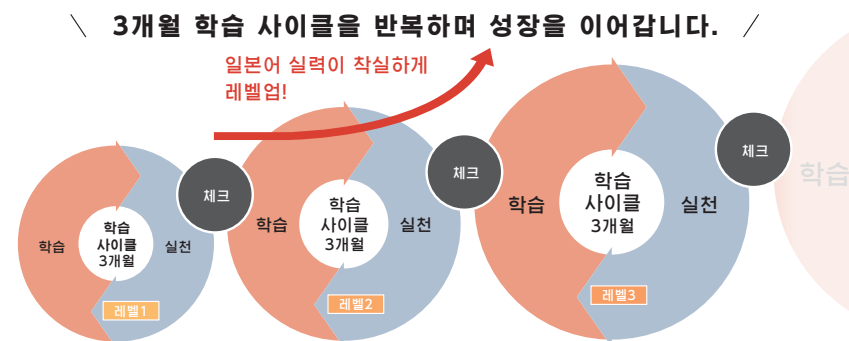 3개월 학습 사이클을 반복하며 성장을 이어갑니다.
일본어 실력이 착실하게
레벨업!
학습
학습
사이클
3개월
실천
레벨1
체크
학습
학습
사이클
3개월
실천
레벨2
체크
학습
학습
사이클
3개월
실천
레벨3
체크
학습